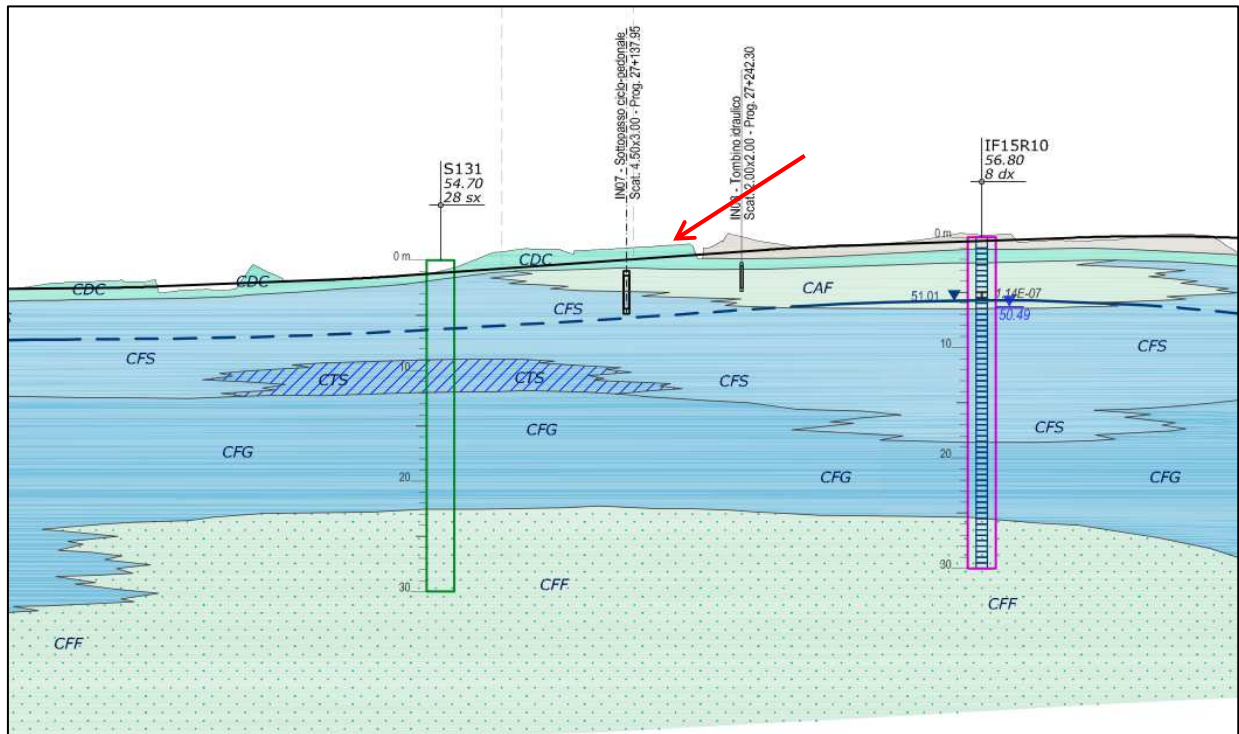 IN07 - Sottopasso ciclo-pedonale
Scat. 4.50x3.00 - Prog. 27+137.95
IN08 - Tombino idraulico
Scat. 2.00x2.00 - Prog. 27+242.30
S131
54.70
28 sx
IF15R10
56.80
8 dx
0 m
0 m
CDC
CDC
CDC
CAF
51.01
1.14E-07
50.49
CFS
CFS
CFS
CFS
CFS
10
10
CTS
CTS
CFG
CFG
CFG
CFG
20
20
30
30
CFF
CFF
CFF